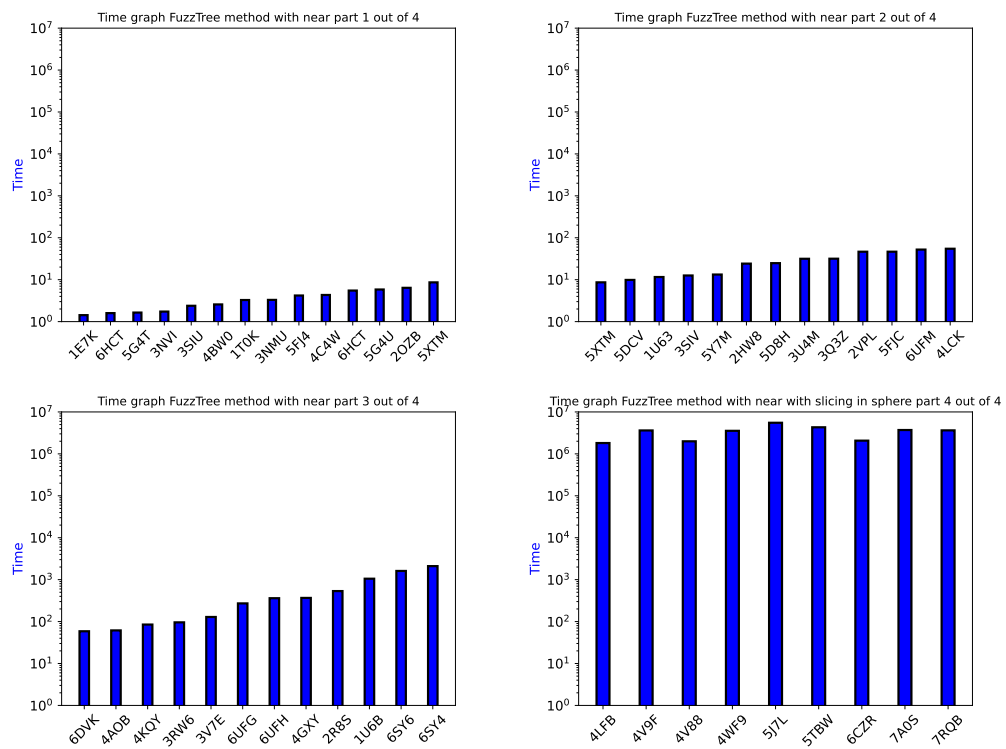 Time graph FuzzTree method with near part 1 out of 4
10⁷
10⁶
10⁵
10⁴
10³
10²
10¹
10⁰
Time
1E7K 6HCT 5G4T 3NVI 3SIU 4BW0 1T0K 3NMU 5FJ4 4C4W 6HCT 5G4U 2OZB 5XTM
Time graph FuzzTree method with near part 2 out of 4
10⁷
10⁶
10⁵
10⁴
10³
10²
10¹
10⁰
Time
5XTM 5DCV 1U63 3SIV 5Y7M 2HW8 5D8H 3U4M 3Q3Z 2VPL 5FJC 6UFM 4LCK
Time graph FuzzTree method with near part 3 out of 4
10⁷
10⁶
10⁵
10⁴
10³
10²
10¹
10⁰
Time
6DVK 4AOB 4KQY 3RW6 3V7E 6UFG 6UFH 4GXY 2R8S 1U6B 6SY6 6SY4
Time graph FuzzTree method with near with slicing in sphere part 4 out of 4
10⁷
10⁶
10⁵
10⁴
10³
10²
10¹
10⁰
Time
4LFB 4V9F 4V88 4WF9 5J7L 5TBW 6CZR 7A0S 7RQB